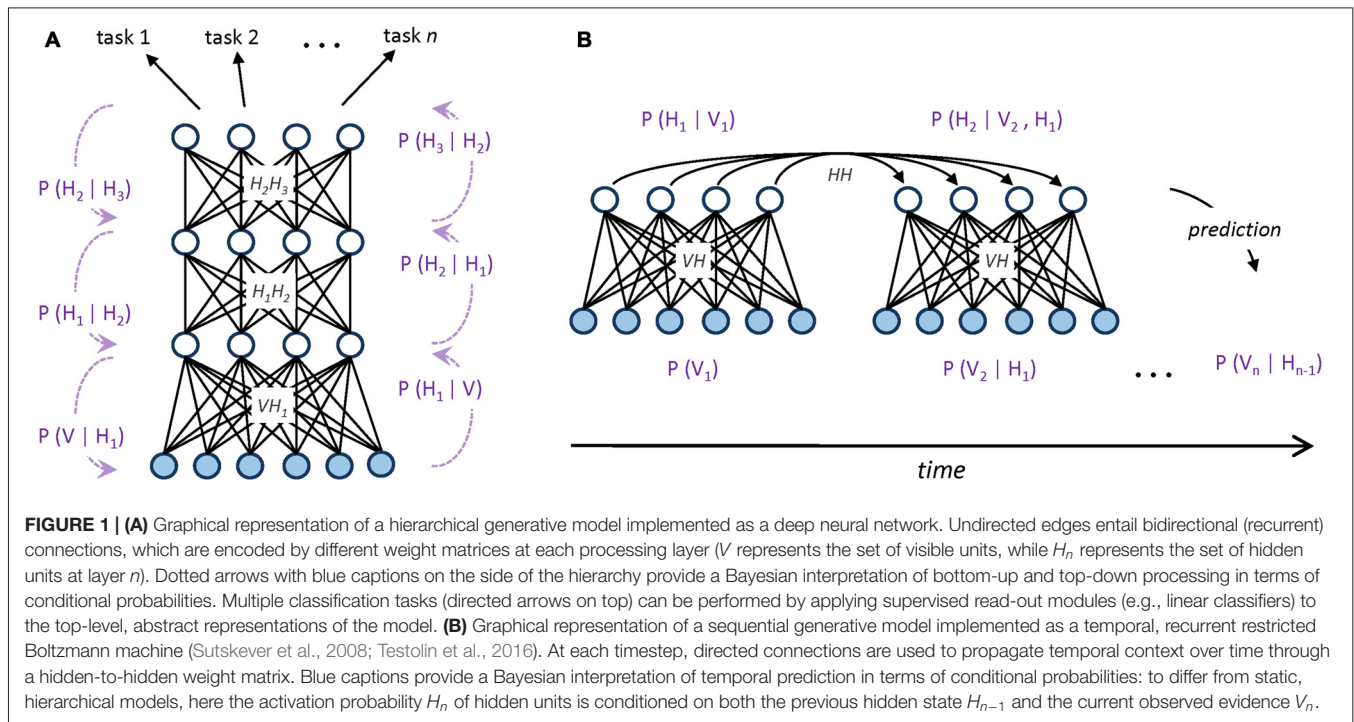 A
task 1
task 2
• • •
task n
P (H₃ | H₂)
H₂H₃
P (H₂ | H₃)
P (H₂ | H₁)
H₁H₂
P (H₁ | H₂)
P (H₁ | V)
VH₁
P (V | H₁)
B
P (H₁ | V₁)
P (H₂ | V₂ , H₁)
HH
prediction
VH
VH
P (V₁)
P (V₂ | H₁)
• • •
P (Vₙ | Hₙ₋₁)
time
FIGURE 1 | (A) Graphical representation of a hierarchical generative model implemented as a deep neural network. Undirected edges entail bidirectional (recurrent)
connections, which are encoded by different weight matrices at each processing layer (V represents the set of visible units, while Hₙ represents the set of hidden
units at layer n). Dotted arrows with blue captions on the side of the hierarchy provide a Bayesian interpretation of bottom-up and top-down processing in terms of
conditional probabilities. Multiple classification tasks (directed arrows on top) can be performed by applying supervised read-out modules (e.g., linear classifiers) to
the top-level, abstract representations of the model. (B) Graphical representation of a sequential generative model implemented as a temporal, recurrent restricted
Boltzmann machine (Sutskever et al., 2008; Testolin et al., 2016). At each timestep, directed connections are used to propagate temporal context over time through
a hidden-to-hidden weight matrix. Blue captions provide a Bayesian interpretation of temporal prediction in terms of conditional probabilities: to differ from static,
hierarchical models, here the activation probability Hₙ of hidden units is conditioned on both the previous hidden state Hₙ₋₁ and the current observed evidence Vₙ.